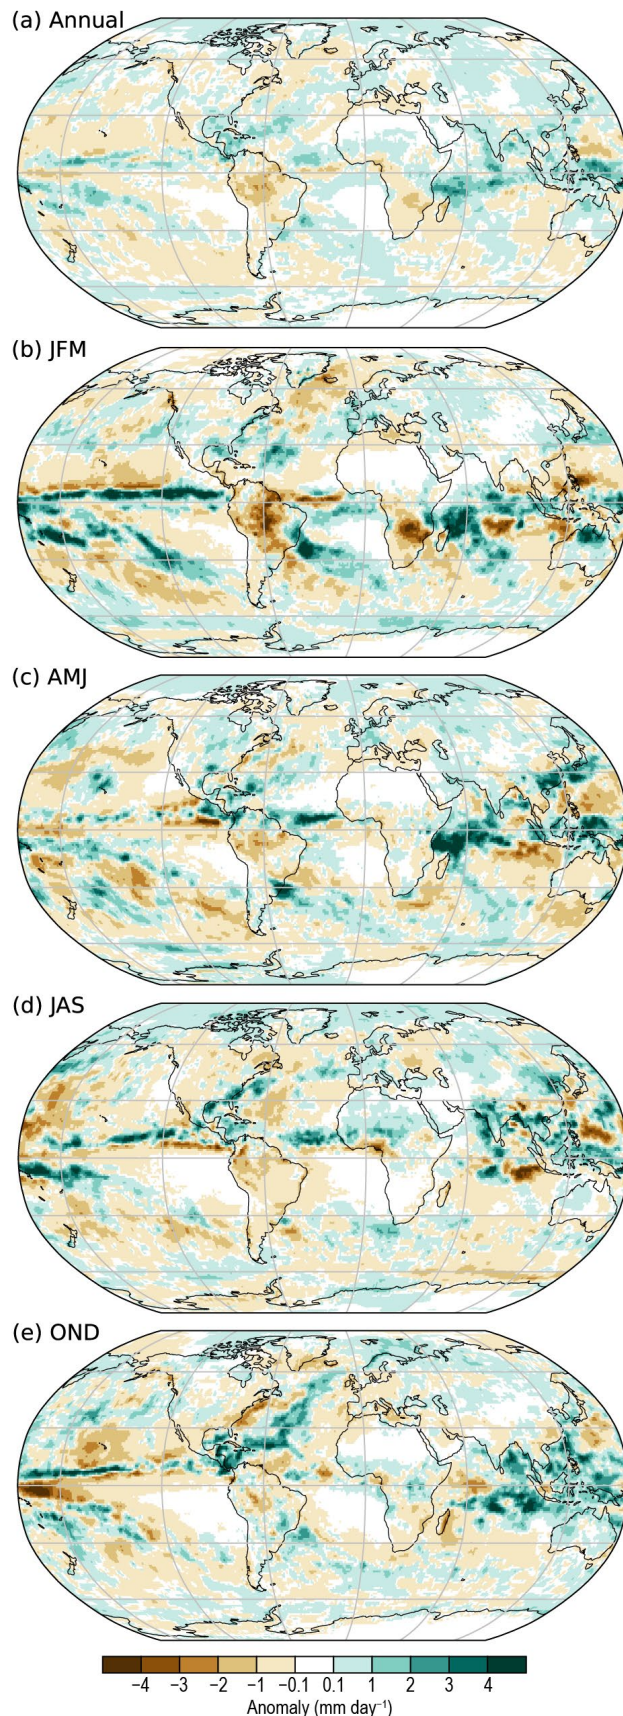 (a) Annual
(b) JFM
(c) AMJ
(d) JAS
(e) OND
−4 −3 −2 −1 −0.1 0.1 1 2 3 4
Anomaly (mm day⁻¹)